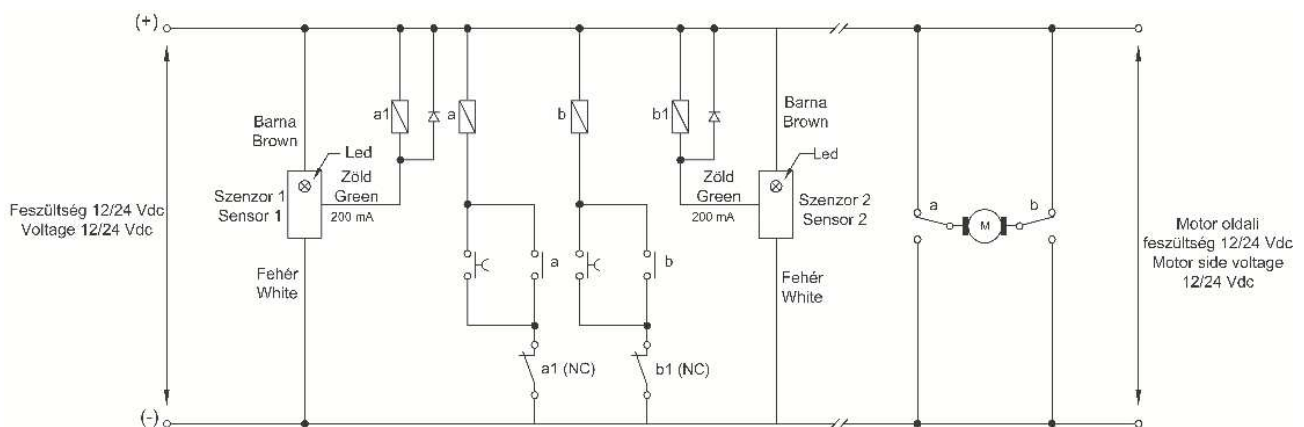 (+)
Feszültség 12/24 Vdc
Voltage 12/24 Vdc
(-)
Barna
Brown
Led
Szenzor 1
Sensor 1
Zöld
Green
200 mA
Fehér
White
a1
a
a
a1 (NC)
b
b
b1 (NC)
b1
Zöld
Green
200 mA
Barna
Brown
Led
Szenzor 2
Sensor 2
Fehér
White
a
M
b
Motor oldali
feszültség 12/24 Vdc
Motor side voltage
12/24 Vdc